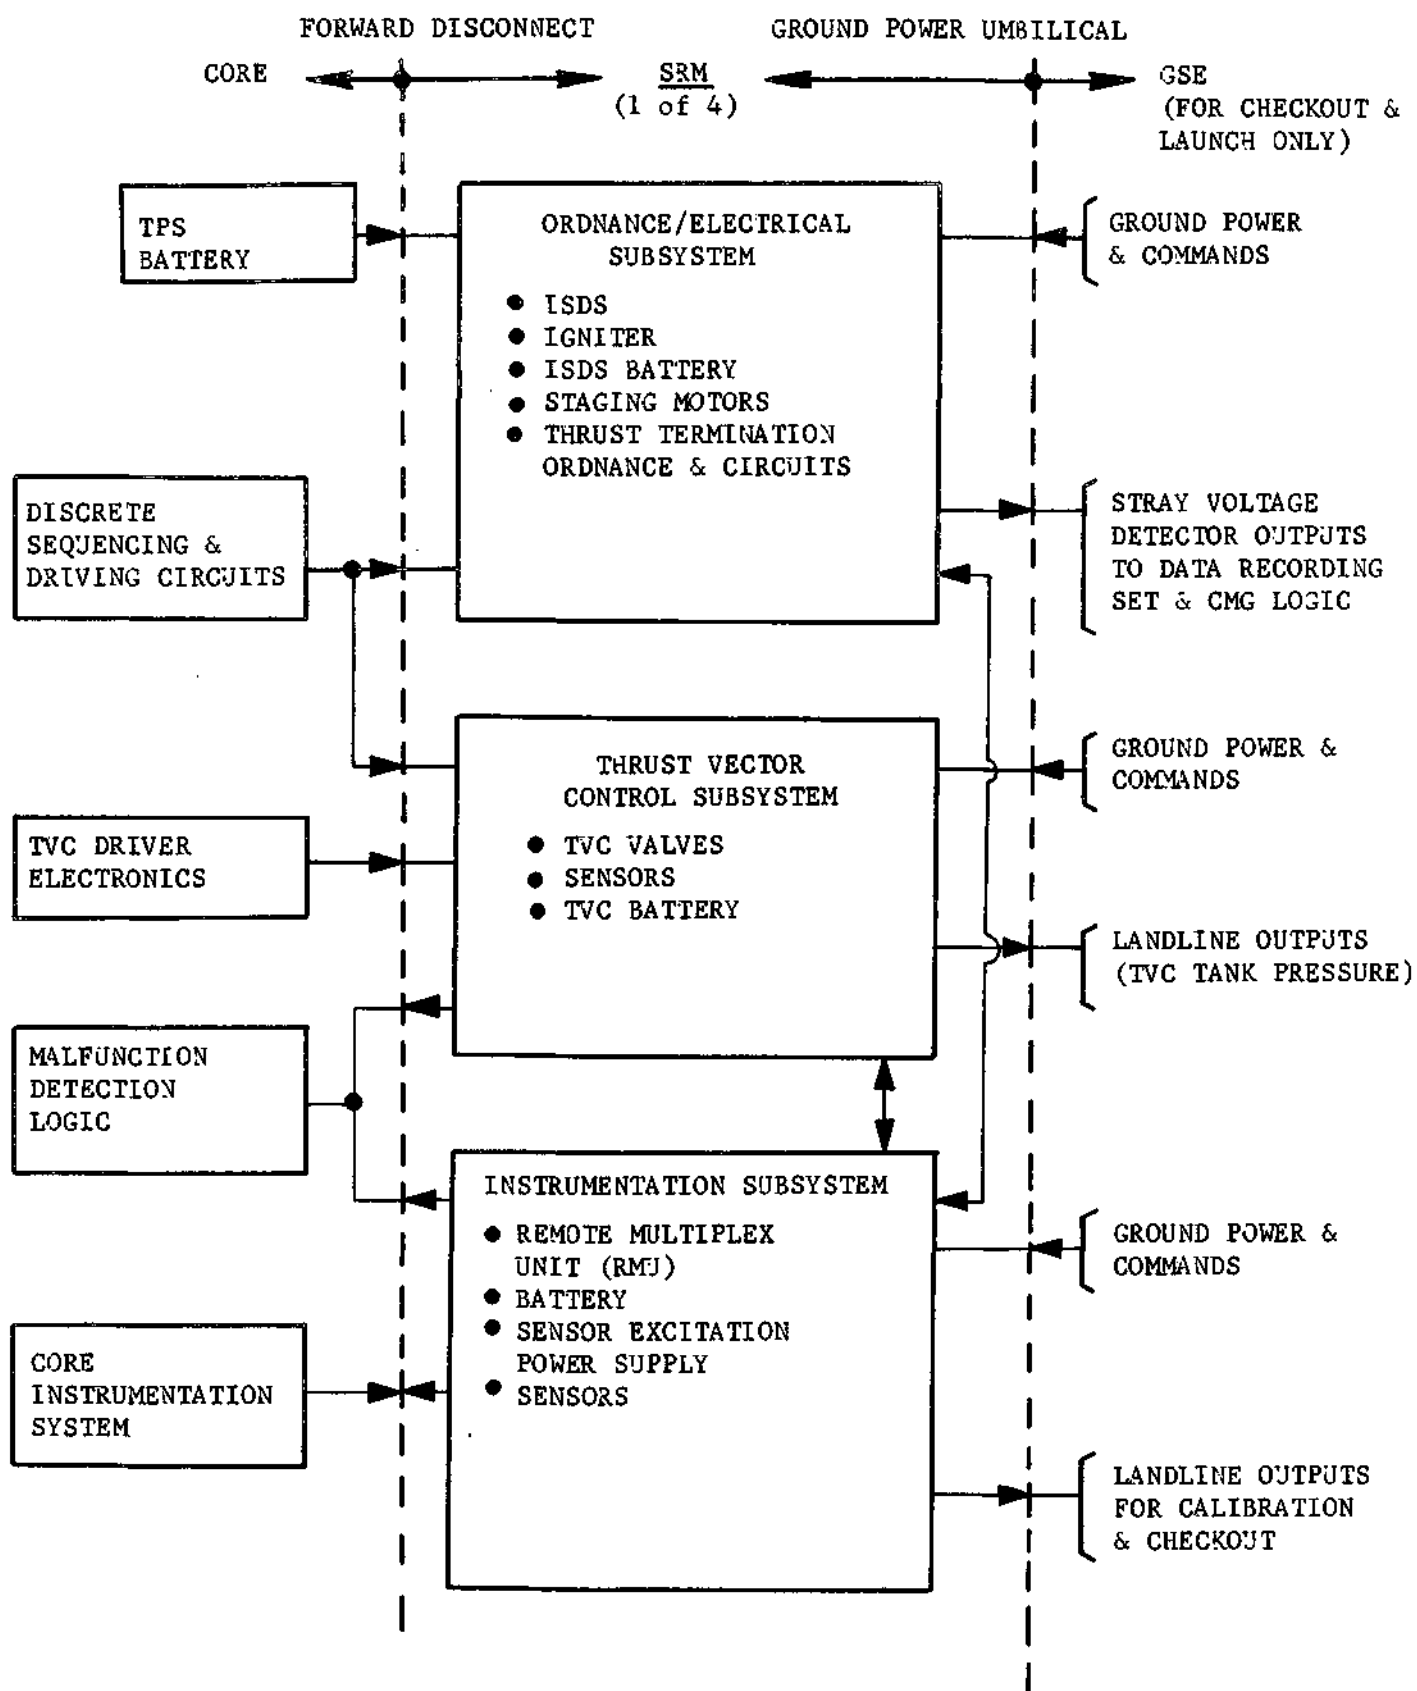 FORWARD DISCONNECT
GROUND POWER UMBILICAL
CORE
SRM
(1 of 4)
GSE
(FOR CHECKOUT &
LAUNCH ONLY)
TPS
BATTERY
ORDNANCE/ELECTRICAL
SUBSYSTEM
● ISDS
● IGNITER
● ISDS BATTERY
● STAGING MOTORS
● THRUST TERMINATION
ORDNANCE & CIRCUITS
GROUND POWER
& COMMANDS
DISCRETE
SEQUENCING &
DRIVING CIRCUITS
STRAY VOLTAGE
DETECTOR OUTPUTS
TO DATA RECORDING
SET & CMG LOGIC
THRUST VECTOR
CONTROL SUBSYSTEM
● TVC VALVES
● SENSORS
● TVC BATTERY
GROUND POWER &
COMMANDS
TVC DRIVER
ELECTRONICS
LANDLINE OUTPUTS
(TVC TANK PRESSURE)
MALFUNCTION
DETECTION
LOGIC
INSTRUMENTATION SUBSYSTEM
● REMOTE MULTIPLEX
UNIT (RMU)
● BATTERY
● SENSOR EXCITATION
POWER SUPPLY
● SENSORS
GROUND POWER &
COMMANDS
CORE
INSTRUMENTATION
SYSTEM
LANDLINE OUTPUTS
FOR CALIBRATION
& CHECKOUT